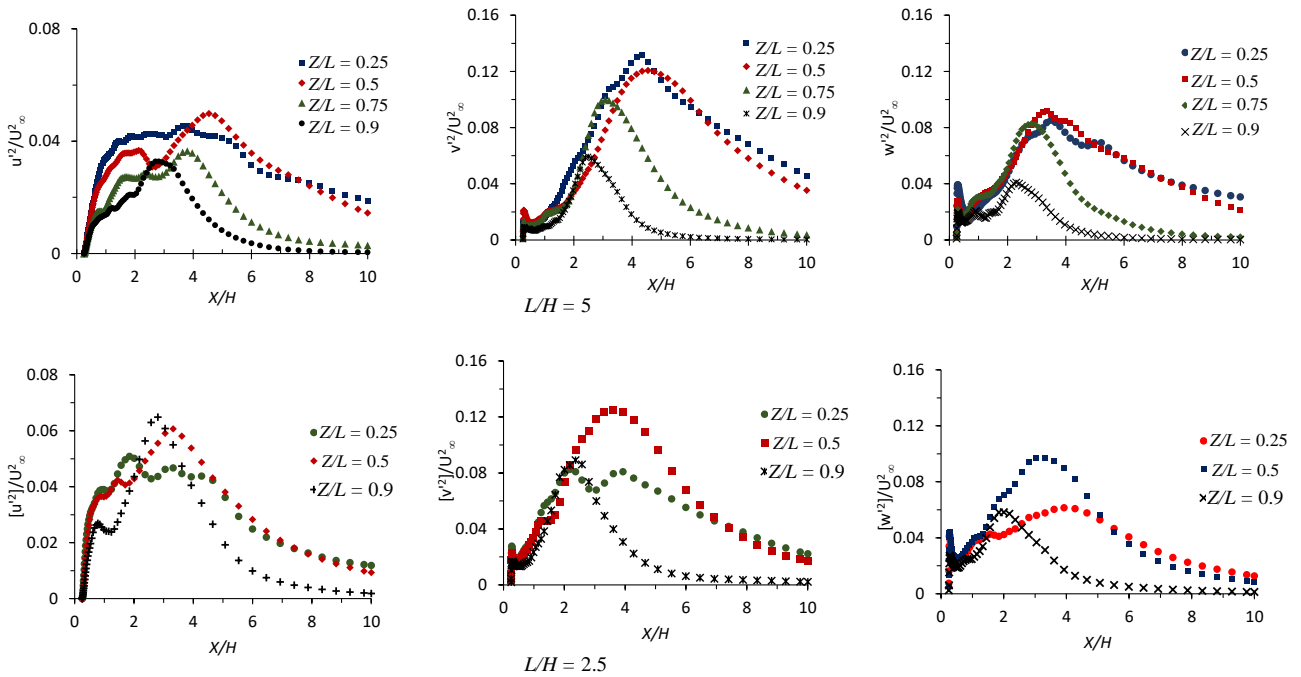 0.08
0.04
0
u'²/U²∞
0 2 4 6 8 10
X/H
Z/L = 0.25
Z/L = 0.5
Z/L = 0.75
Z/L = 0.9
0.16
0.12
0.08
0.04
0
v'²/U²∞
0 2 4 6 8 10
X/H
Z/L = 0.25
Z/L = 0.5
Z/L = 0.75
Z/L = 0.9
0.16
0.12
0.08
0.04
0
w'²/U²∞
0 2 4 6 8 10
X/H
Z/L = 0.25
Z/L = 0.5
Z/L = 0.75
Z/L = 0.9
L/H = 5
0.08
0.06
0.04
0.02
0
[u'²]/U²∞
0 2 4 6 8 10
X/H
Z/L = 0.25
Z/L = 0.5
Z/L = 0.9
0.16
0.12
0.08
0.04
0
[v'²]/U²∞
0 2 4 6 8 10
X/H
Z/L = 0.25
Z/L = 0.5
Z/L = 0.9
0.16
0.12
0.08
0.04
0
[w'²]/U²∞
0 2 4 6 8 10
X/H
Z/L = 0.25
Z/L = 0.5
Z/L = 0.9
L/H = 2.5